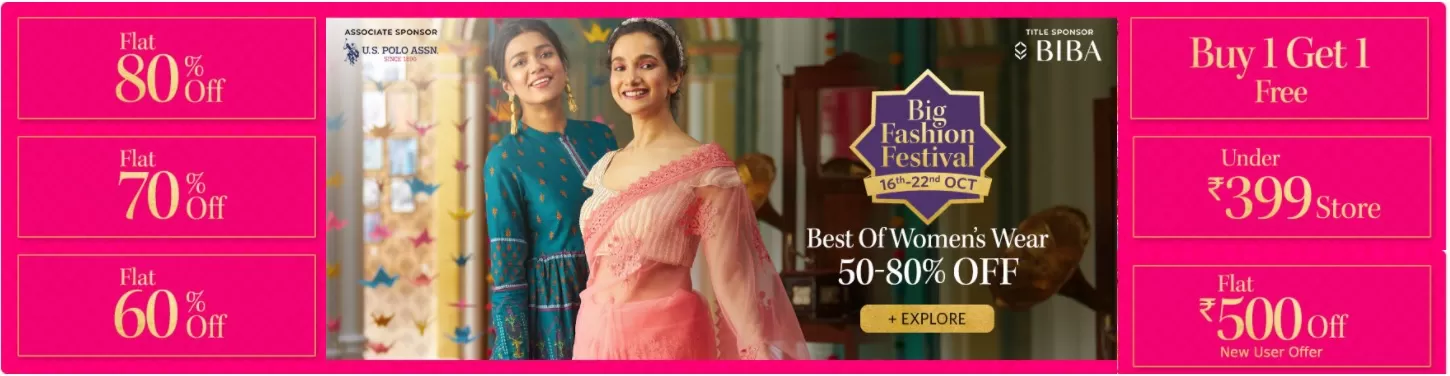 Flat
80% Off
Flat
70% Off
Flat
60% Off
ASSOCIATE SPONSOR
U.S. POLO ASSN.
SINCE 1890
TITLE SPONSOR
BIBA
Big
Fashion
Festival
16th-22nd OCT
Best Of Women's Wear
50-80% OFF
+ EXPLORE
Buy 1 Get 1
Free
Under
₹399 Store
Flat
₹500 Off
New User Offer